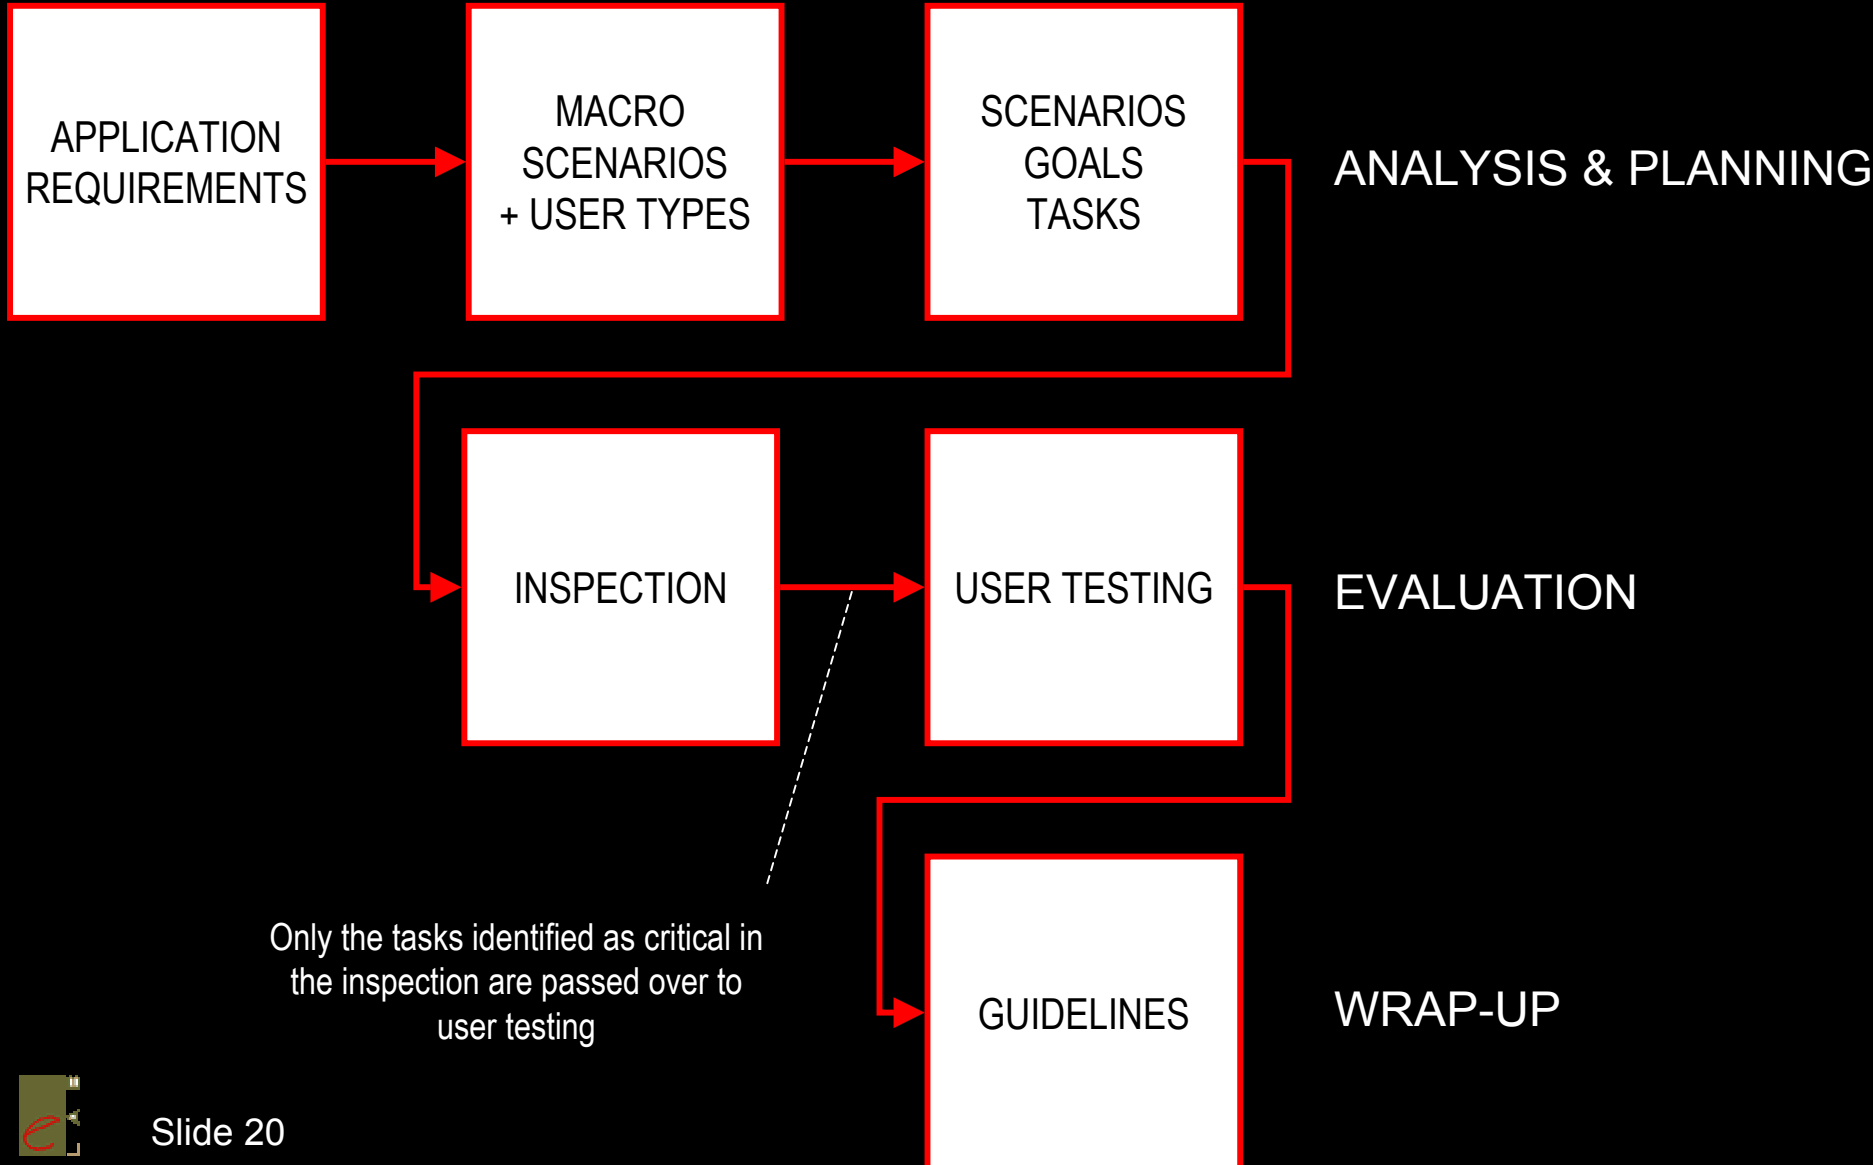 APPLICATION
REQUIREMENTS
MACRO
SCENARIOS
+ USER TYPES
SCENARIOS
GOALS
TASKS
ANALYSIS & PLANNING
INSPECTION
USER TESTING
EVALUATION
Only the tasks identified as critical in
the inspection are passed over to
user testing
GUIDELINES
WRAP-UP
e
Slide 20